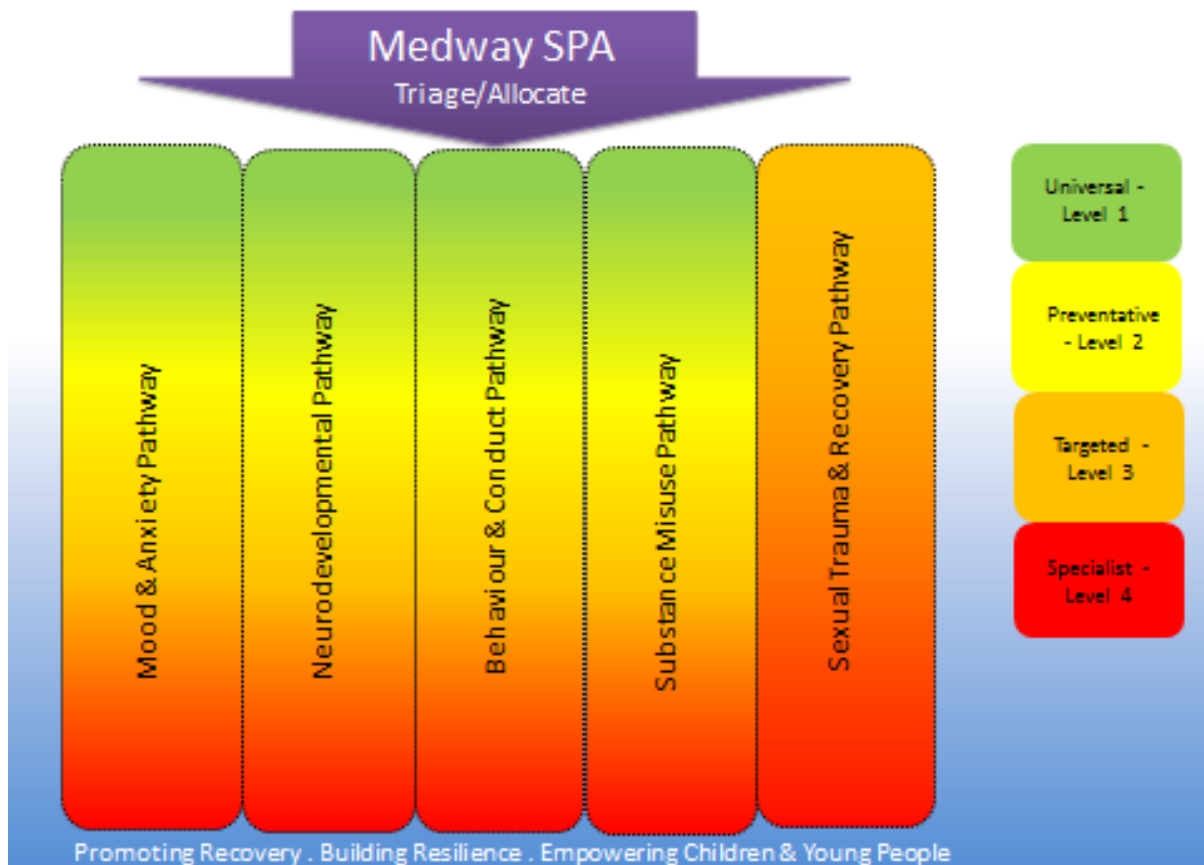 Medway SPA
Triage/Allocate
Mood & Anxiety Pathway
Neurodevelopmental Pathway
Behaviour & Conduct Pathway
Substance Misuse Pathway
Sexual Trauma & Recovery Pathway
Universal -
Level 1
Preventative
- Level 2
Targeted -
Level 3
Specialist -
Level 4
Promoting Recovery . Building Resilience . Empowering Children & Young People